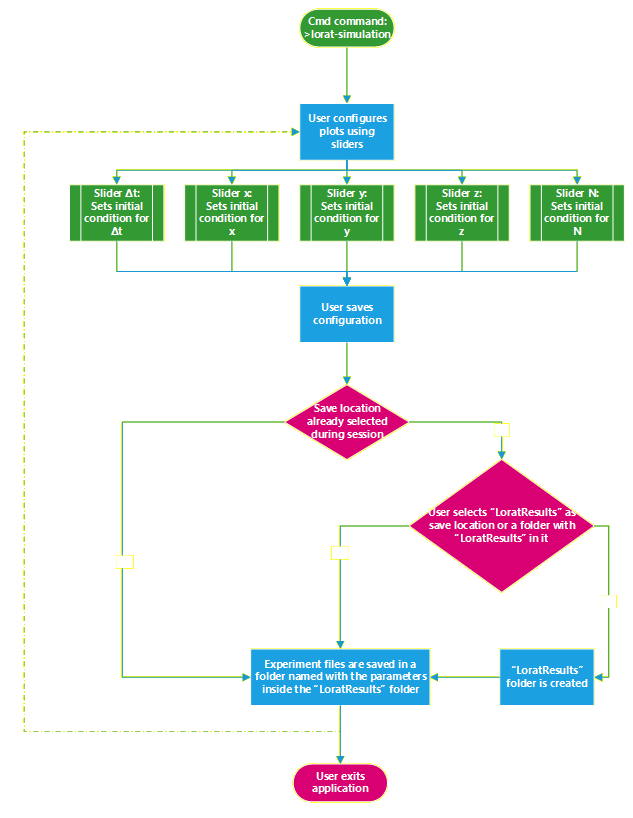 Cmd command:
>lorat-simulation
User configures
plots using
sliders
Slider Δt:
Sets initial
condition for
Δt
Slider x:
Sets initial
condition for
x
Slider y:
Sets initial
condition for
y
Slider z:
Sets initial
condition for
z
Slider N:
Sets initial
condition for
N
User saves
configuration
Save location
already selected
during session
User selects "LoratResults" as
save location or a folder with
"LoratResults" in it
Experiment files are saved in a
folder named with the parameters
inside the "LoratResults" folder
"LoratResults"
folder is created
User exits
application